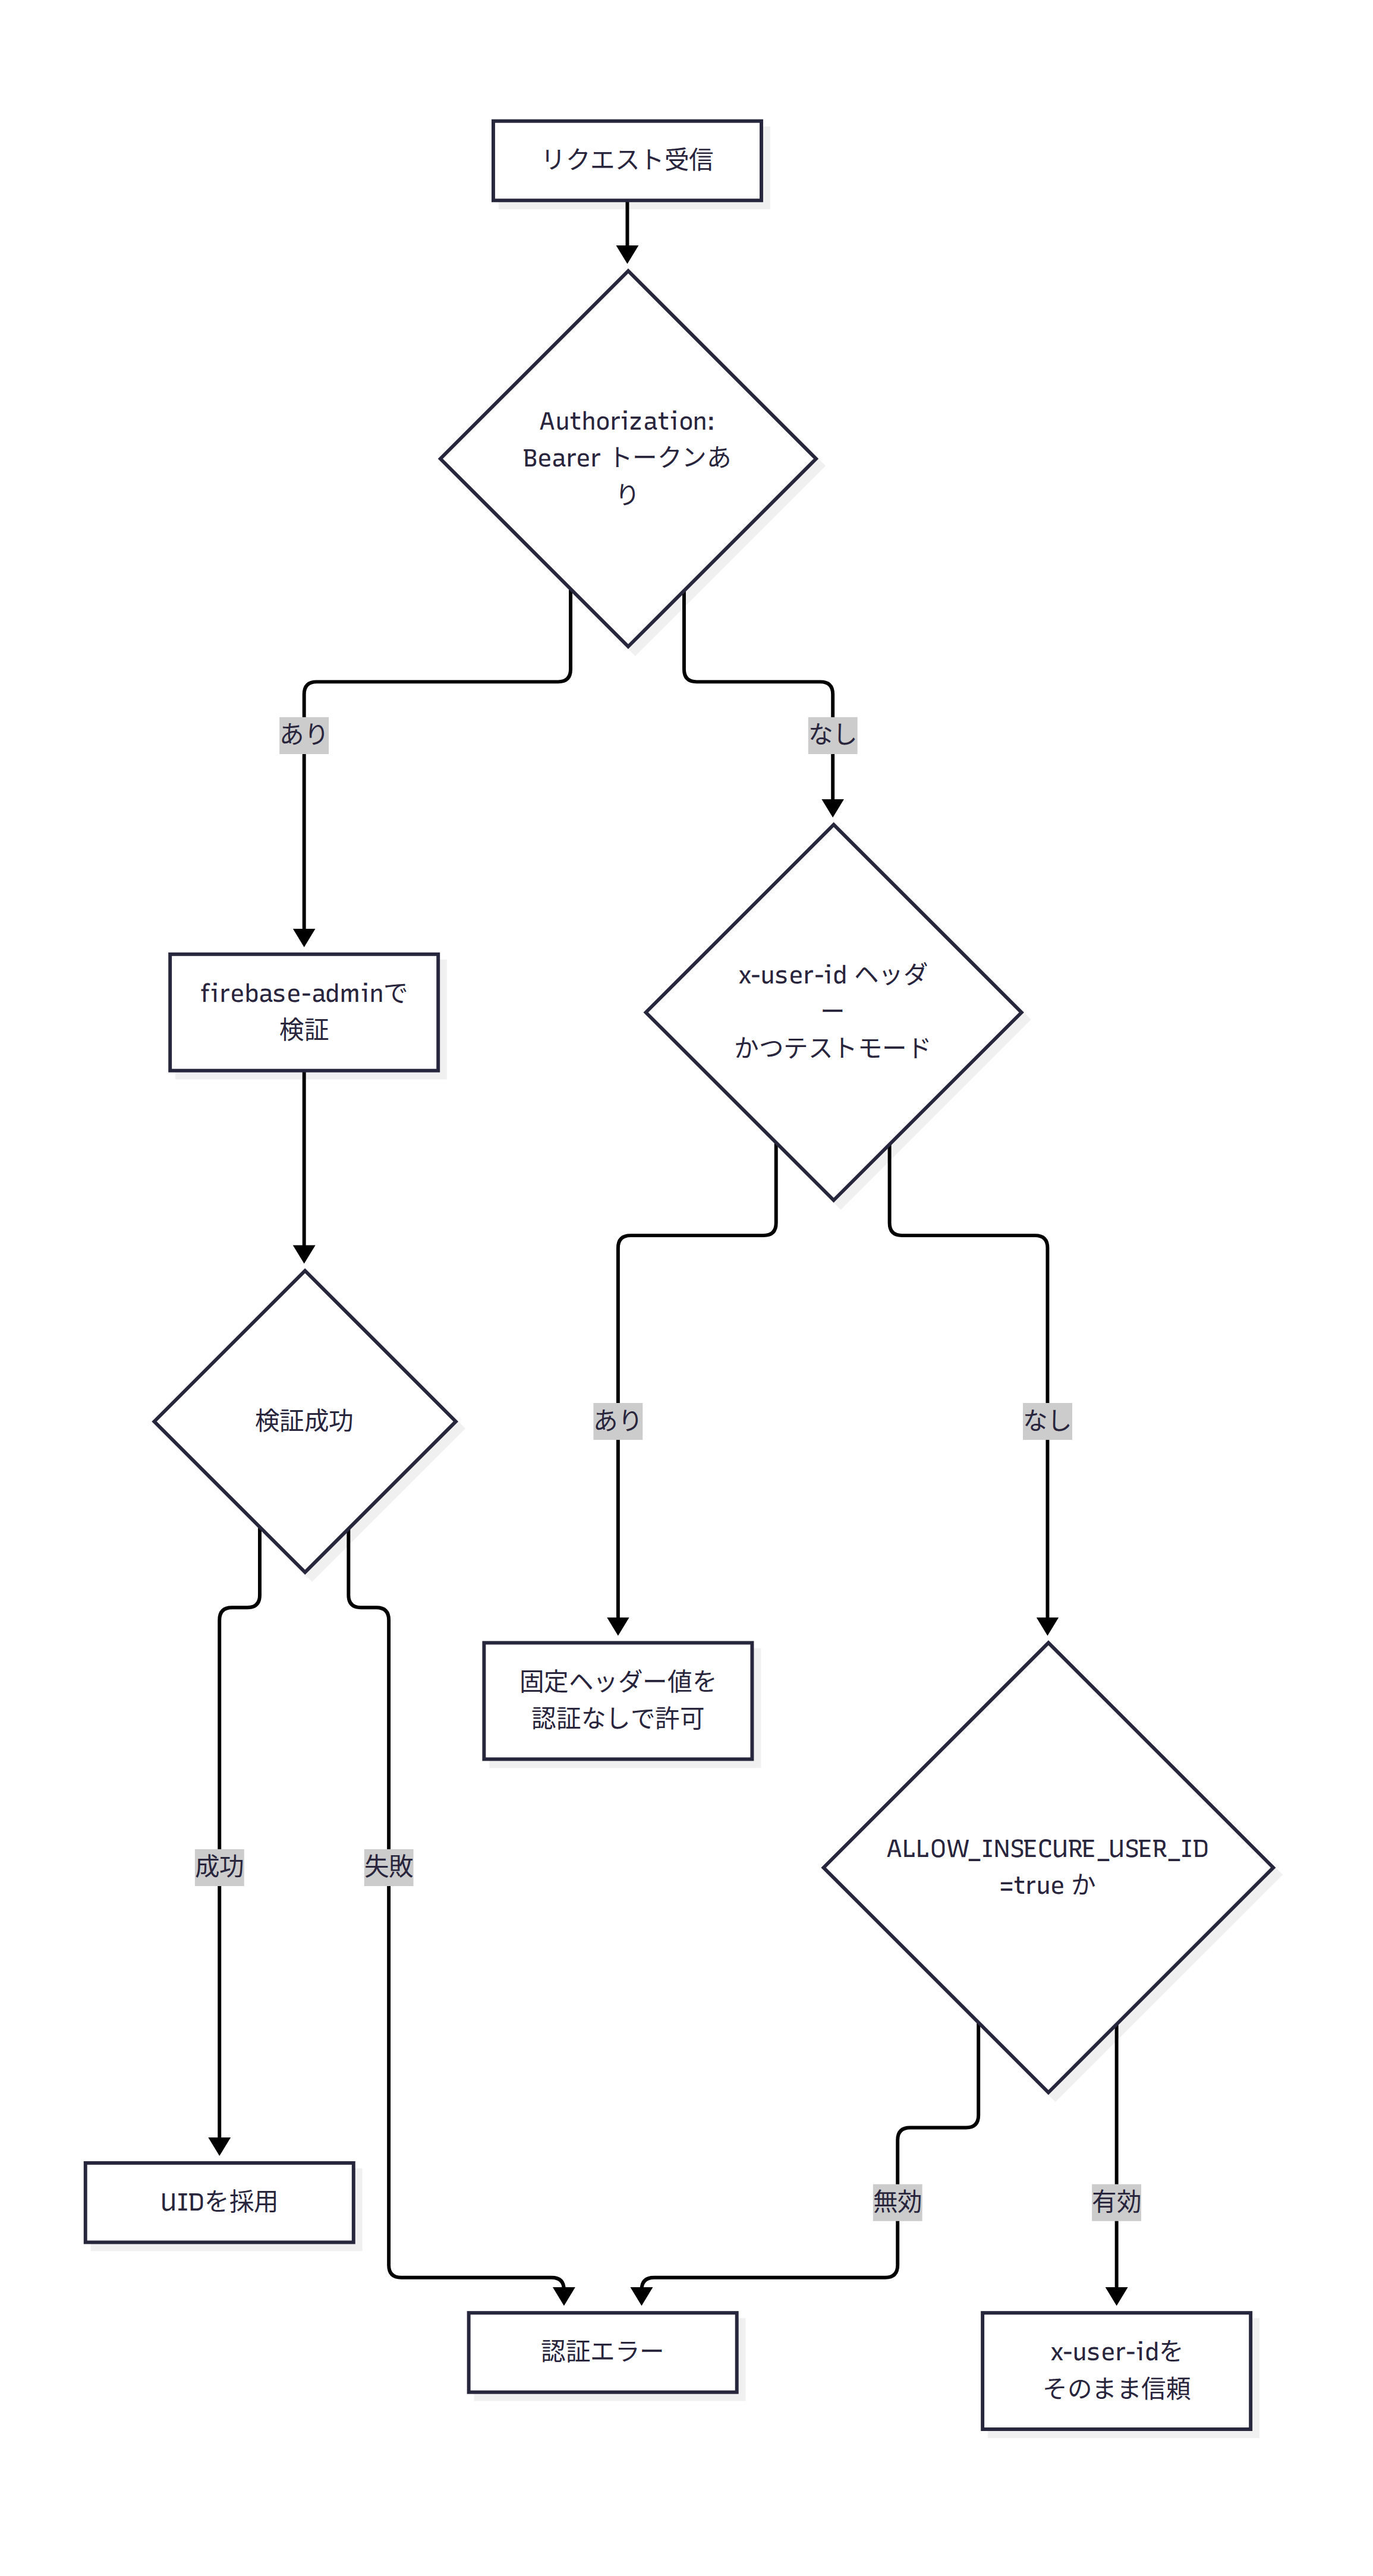 リクエスト受信
Authorization:
Bearer トークンあ
り
あり
なし
firebase-adminで
検証
x-user-id ヘッダ
ー
かつテストモード
検証成功
あり
なし
固定ヘッダー値を
認証なしで許可
ALLOW_INSECURE_USER_ID
=true か
成功
失敗
UIDを採用
無効
有効
認証エラー
x-user-idを
そのまま信頼